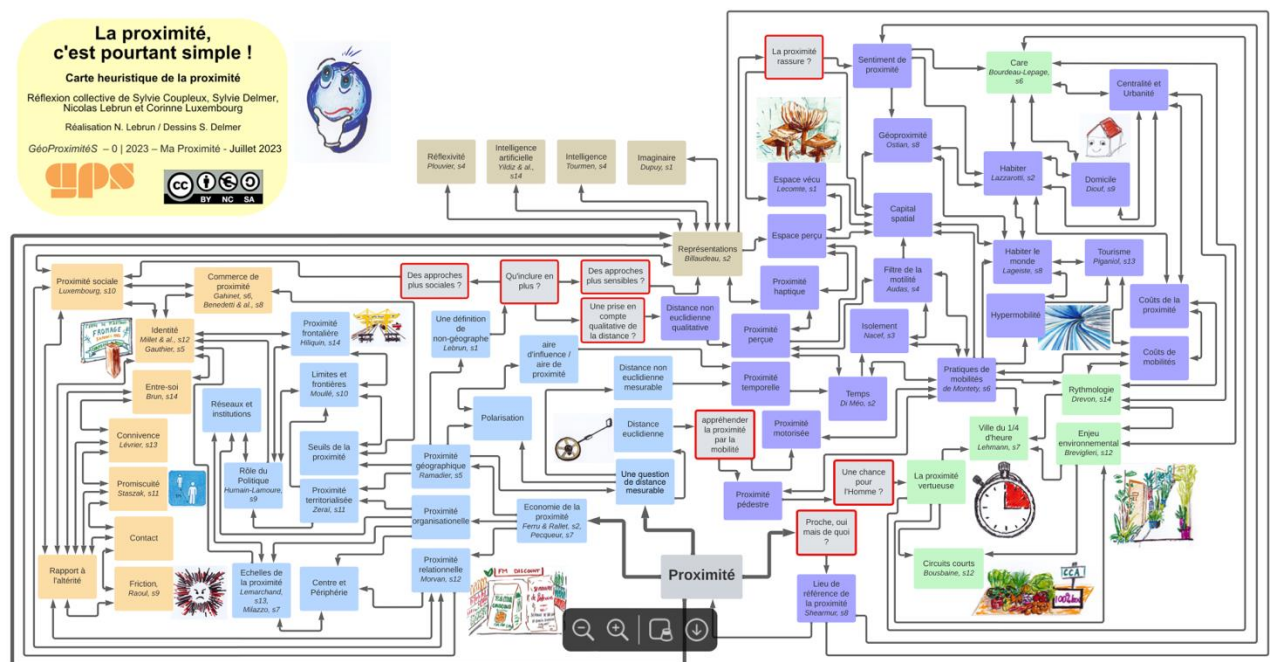 La proximité,
c'est pourtant simple !
Carte heuristique de la proximité
Réflexion collective de Sylvie Coupleux, Sylvie Delmer,
Nicolas Lebrun et Corinne Luxembourg
Réalisation N. Lebrun / Dessins S. Delmer
GéoProximitéS – 0 | 2023 – Ma Proximité - Juillet 2023
gps
CC BY NC SA
La proximité
rassure ?
Sentiment de
proximité
Care
Bourdeau-Lepage,
s6
Centralité et
Urbanité
Géoproximité
Ostian, s8
Habiter
Lazzarotti, s2
Domicile
Diouf, s9
Réflexivité
Plouvier, s4
Intelligence
artificielle
Yildiz & al.,
s14
Intelligence
Tourmen, s4
Imaginaire
Dupuy, s1
Espace vécu
Lecomte, s1
Capital
spatial
Représentations
Billaudeau, s2
Espace perçu
Habiter le
monde
Lageiste, s8
Tourisme
Piganiol, s13
Proximité sociale
Luxembourg, s10
Commerce de
proximité
Gahinet, s6,
Benedetti & al., s8
Des approches
plus sociales ?
Qu'inclure en
plus ?
Des approches
plus sensibles ?
Proximité
haptique
Filtre de la
motilité
Audas, s4
Une prise en
compte
qualitative de
la distance ?
Distance non
euclidienne
qualitative
Hypermobilité
Coûts de la
proximité
Identité
Millet & al., s12
Gauthier, s5
FROMAGE
Proximité
frontalière
Hiliquin, s14
Une définition
de
non-géographe
Lebrun, s1
Proximité
perçue
Isolement
Nacef, s3
aire
d'influence /
aire de
proximité
Coûts de
mobilités
Entre-soi
Brun, s14
Limites et
frontières
Moullé, s10
Distance non
euclidienne
mesurable
Proximité
temporelle
Temps
Di Méo, s2
Pratiques de
mobilités
de Montety, s6
Rythmologie
Drevon, s14
Réseaux et
institutions
Polarisation
Connivence
Lévrier, s13
Seuils de la
proximité
Distance
euclidienne
appréhender
la proximité
par la
mobilité
Proximité
motorisée
Ville du 1/4
d'heure
Lehmann, s7
Enjeu
environnemental
Breviglieri, s12
Promiscuité
Staszak, s11
Rôle du
Politique
Humain-Lamoure,
s9
Proximité
géographique
Ramadier, s5
Une question
de distance
mesurable
Une chance
pour
l'Homme ?
La proximité
vertueuse
Proximité
territorialisée
Zeraï, s11
Proximité
pédestre
Proximité
organisationelle
Economie de la
proximité
Ferru & Rallet, s2,
Pecqueur, s7
Proche, oui
mais de quoi
?
Contact
Rapport à
l'altérité
Friction,
Raoul, s9
Echelles de
la proximité
Lemarchand,
s13,
Milazzo, s7
Centre et
Périphérie
Proximité
relationnelle
Morvan, s12
Proximité
Lieu de
référence de
la proximité
Shearmur, s8
Circuits courts
Bousbaine, s12
CCA
DISCOUNT